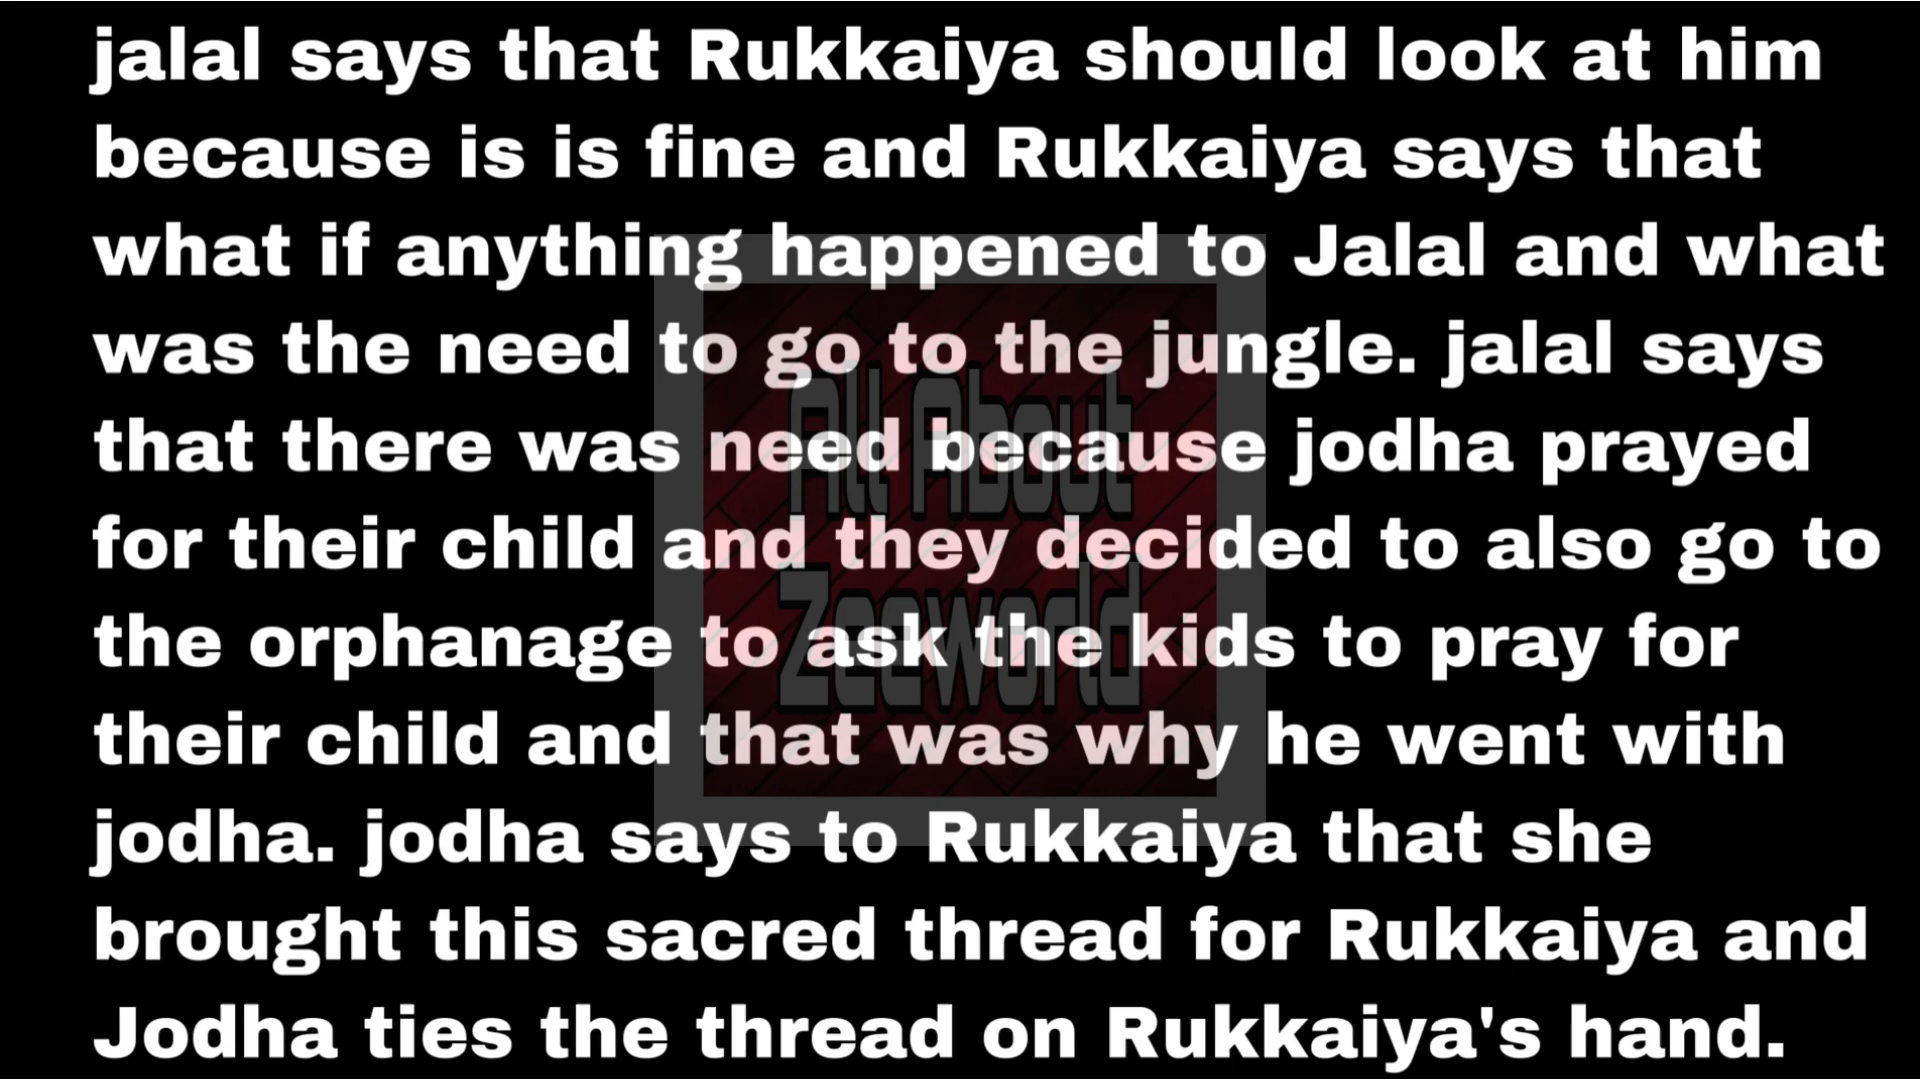 jalal says that Rukkaiya should look at him
because is is fine and Rukkaiya says that
what if anything happened to Jalal and what
was the need to go to the jungle. jalal says
that there was need because jodha prayed
for their child and they decided to also go to
the orphanage to ask the kids to pray for
their child and that was why he went with
jodha. jodha says to Rukkaiya that she
brought this sacred thread for Rukkaiya and
Jodha ties the thread on Rukkaiya's hand.
All About
Zeeworld